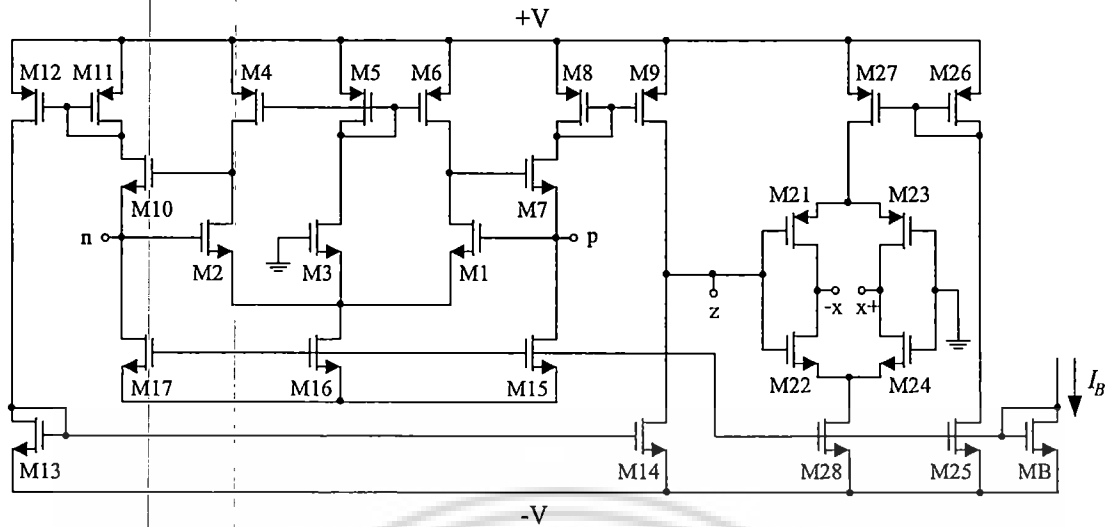 +V
M12 M11 M4 M5 M6 M8 M9 M27 M26
M21 M23
M10 M7
n M2 M3 M1 p
-x x+
z
M22 M24
M17 M16 M15
I_B
M13 M14 M28 M25 MB
-V